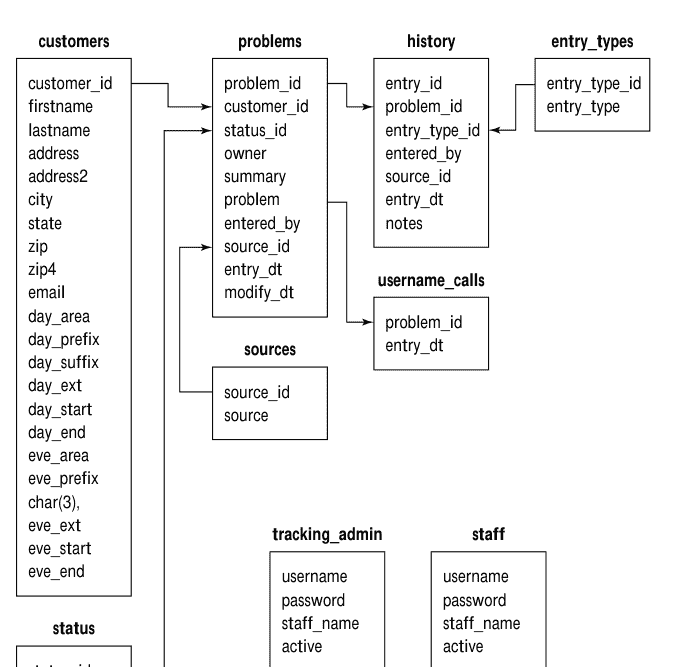 customers
customer_id
firstname
lastname
address
address2
city
state
zip
zip4
email
day_area
day_prefix
day_suffix
day_ext
day_start
day_end
eve_area
eve_prefix
char(3),
eve_ext
eve_start
eve_end
problems
problem_id
customer_id
status_id
owner
summary
problem
entered_by
source_id
entry_dt
modify_dt
history
entry_id
problem_id
entry_type_id
entered_by
source_id
entry_dt
notes
entry_types
entry_type_id
entry_type
username_calls
problem_id
entry_dt
sources
source_id
source
tracking_admin
username
password
staff_name
active
staff
username
password
staff_name
active
status